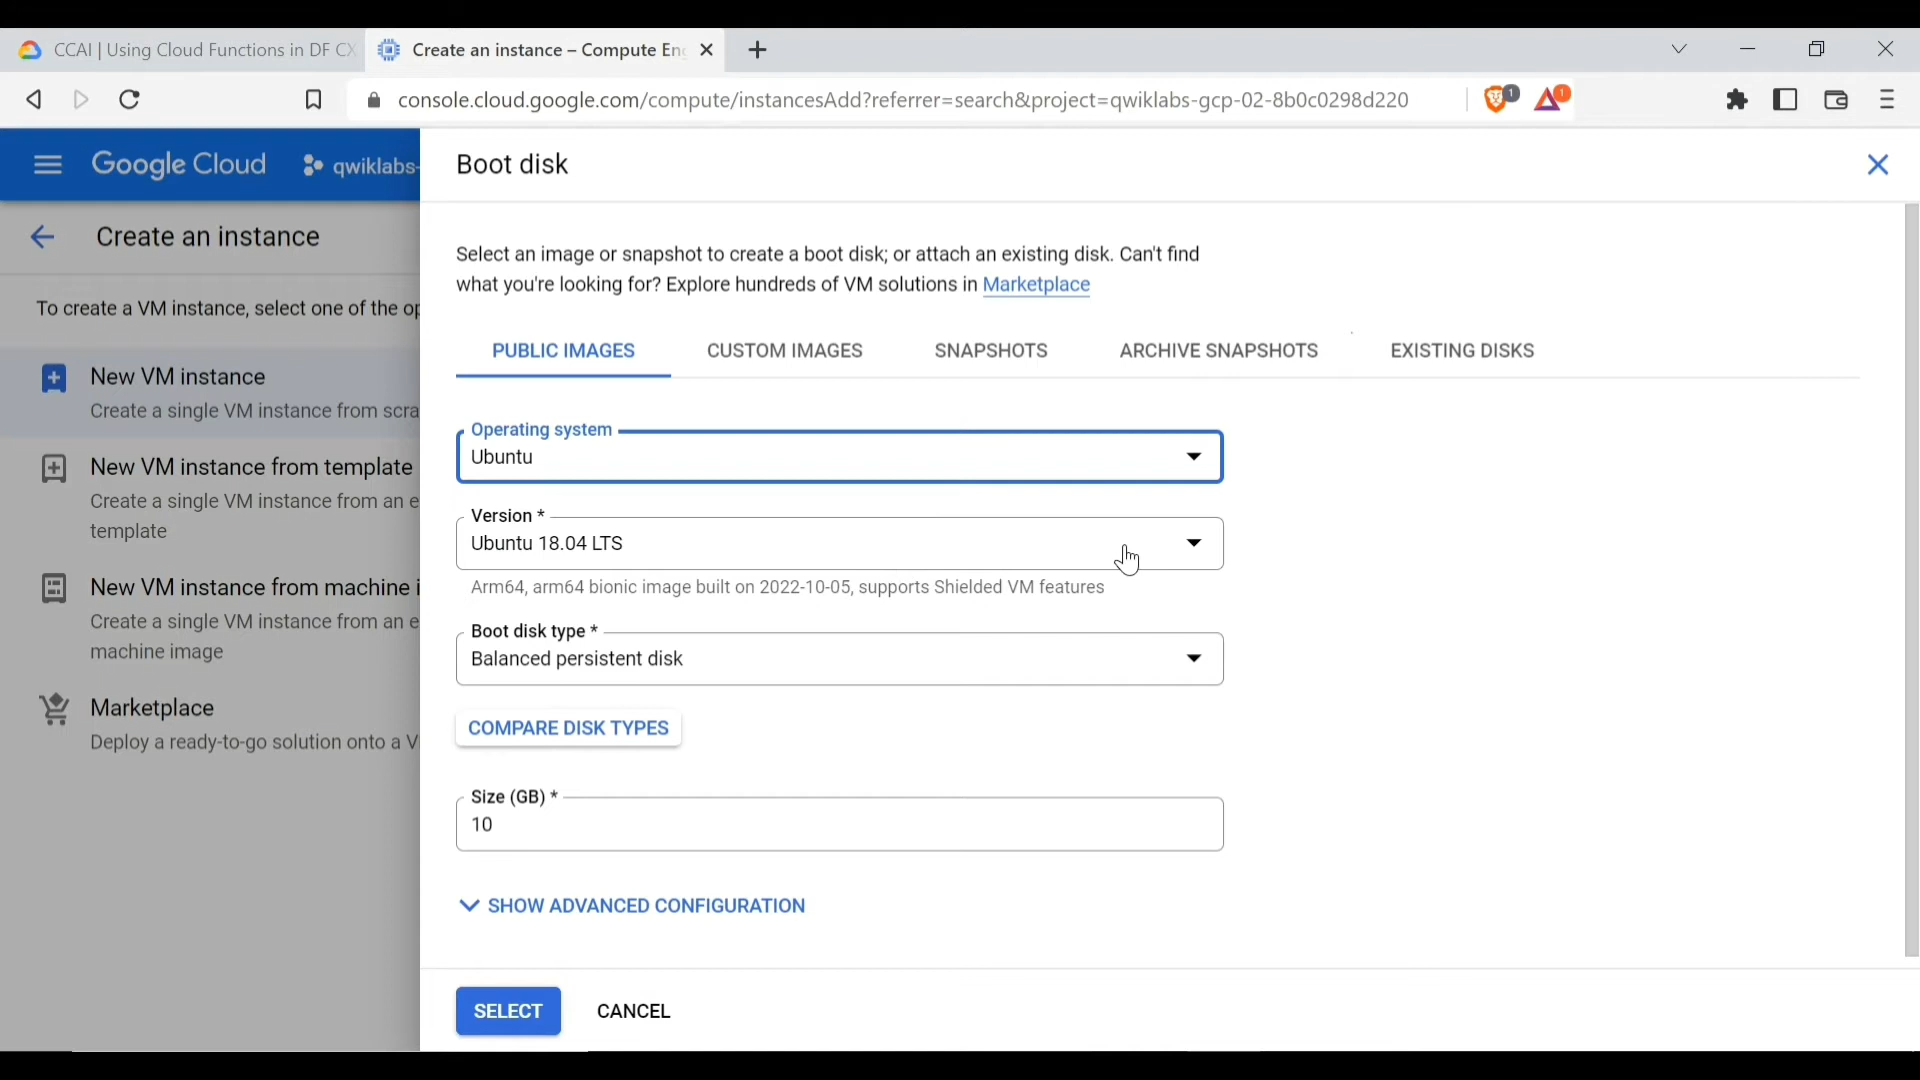 CCAI | Using Cloud Functions in DF CX
Create an instance – Compute Eng
console.cloud.google.com/compute/instancesAdd?referrer=search&project=qwiklabs-gcp-02-8b0c0298d220
1
1
Google Cloud
qwiklabs-
Create an instance
To create a VM instance, select one of the op
New VM instance
Create a single VM instance from scra
New VM instance from template
Create a single VM instance from an e
template
New VM instance from machine i
Create a single VM instance from an e
machine image
Marketplace
Deploy a ready-to-go solution onto a V
Boot disk
Select an image or snapshot to create a boot disk; or attach an existing disk. Can't find
what you're looking for? Explore hundreds of VM solutions in Marketplace
PUBLIC IMAGES CUSTOM IMAGES SNAPSHOTS ARCHIVE SNAPSHOTS EXISTING DISKS
Operating system
Ubuntu
Version *
Ubuntu 18.04 LTS
Arm64, arm64 bionic image built on 2022-10-05, supports Shielded VM features
Boot disk type *
Balanced persistent disk
COMPARE DISK TYPES
Size (GB) *
10
SHOW ADVANCED CONFIGURATION
SELECT CANCEL